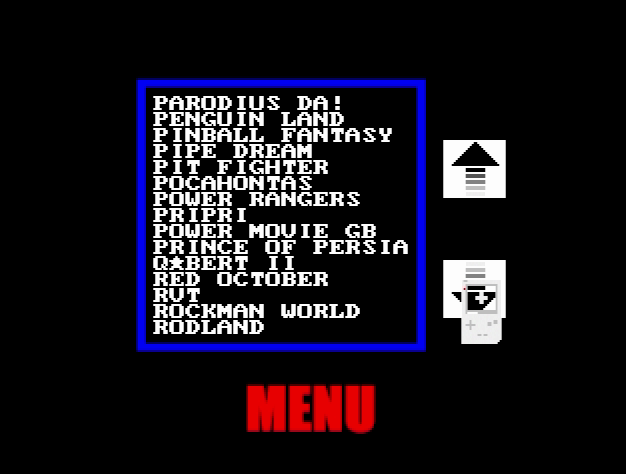 PARODIUS DA!
PENGUIN LAND
PINBALL FANTASY
PIPE DREAM
PIT FIGHTER
POCAHONTAS
POWER RANGERS
PRIPRI
POWER MOVIE GB
PRINCE OF PERSIA
Q★BERT II
RED OCTOBER
RVT
ROCKMAN WORLD
RODLAND
MENU